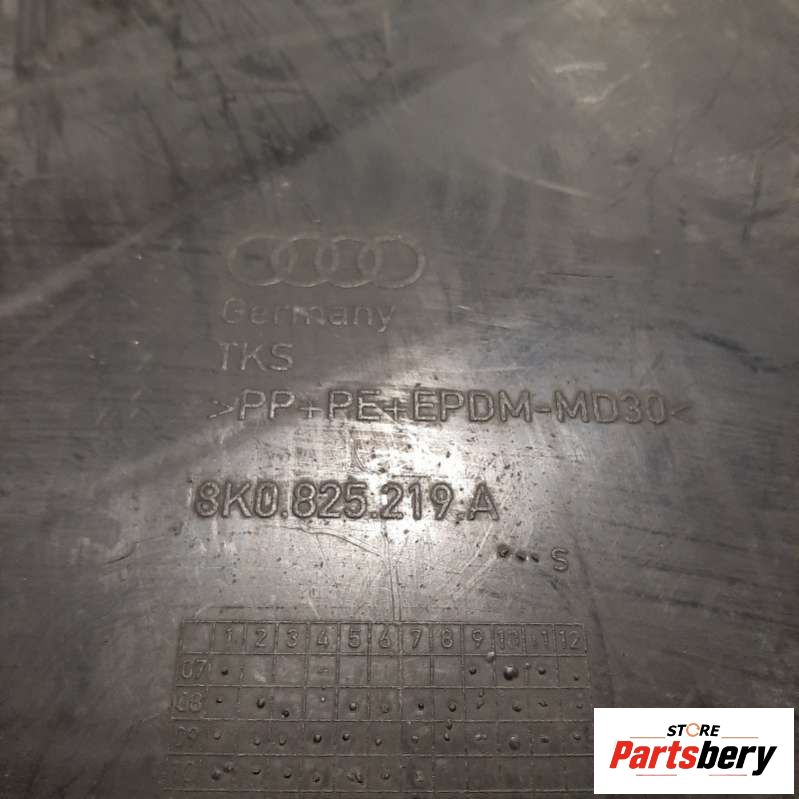 Germany
TKS
>PP+PE+EPDM-MD30<
8K0.825.219.A
S
1 2 3 4 5 6 7 8 9 10 11 12
07
08
09
STORE
Partsbery